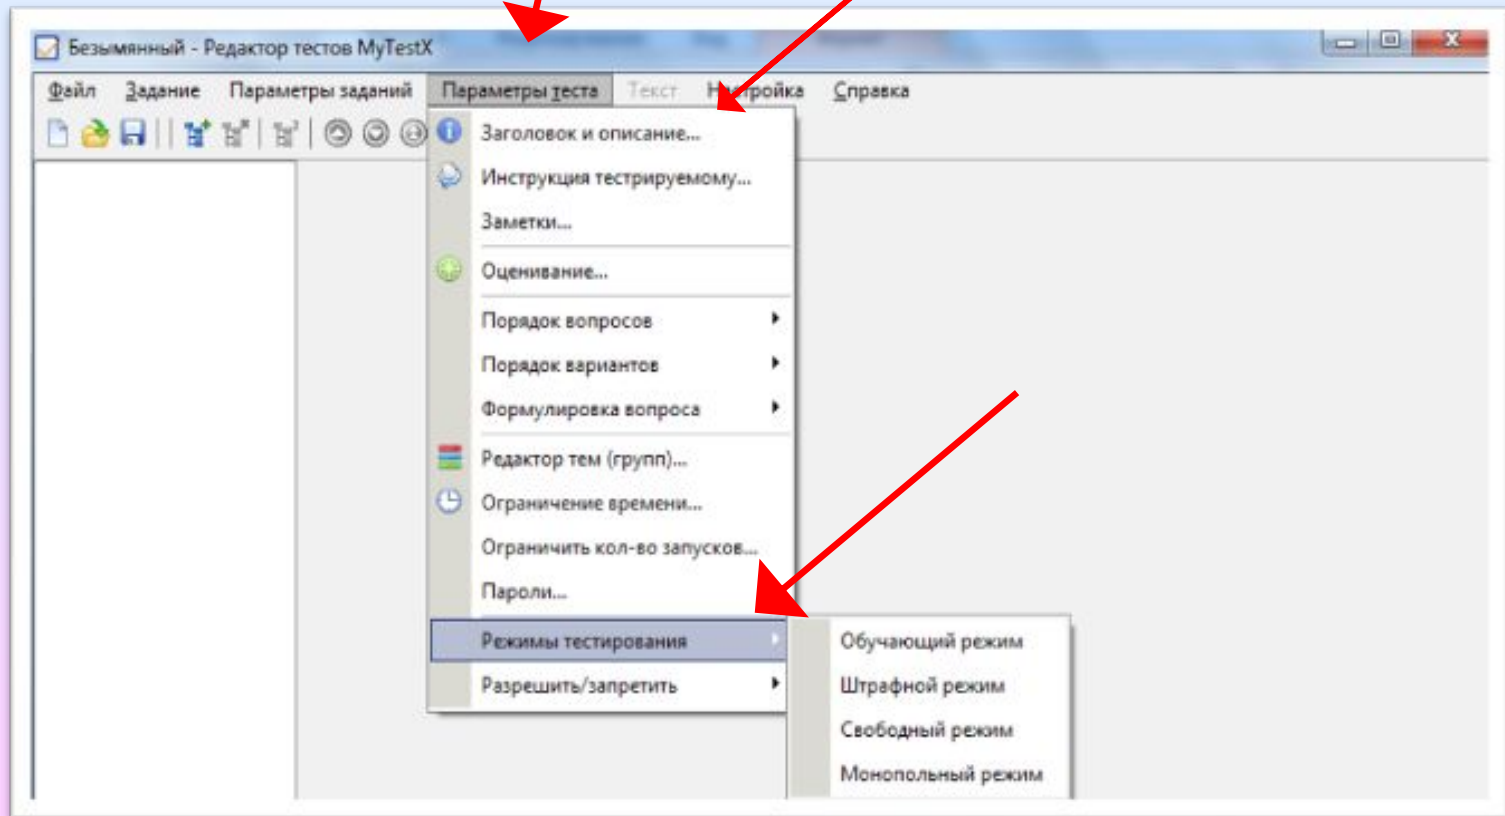 Безымянный - Редактор тестов MyTestX
Файл Задание Параметры заданий Параметры теста Текст Настройка Справка
Заголовок и описание...
Инструкция тестрируемому...
Заметки...
Оценивание...
Порядок вопросов
Порядок вариантов
Формулировка вопроса
Редактор тем (групп)...
Ограничение времени...
Ограничить кол-во запусков...
Пароли...
Режимы тестирования
Разрешить/запретить
Обучающий режим
Штрафной режим
Свободный режим
Монопольный режим